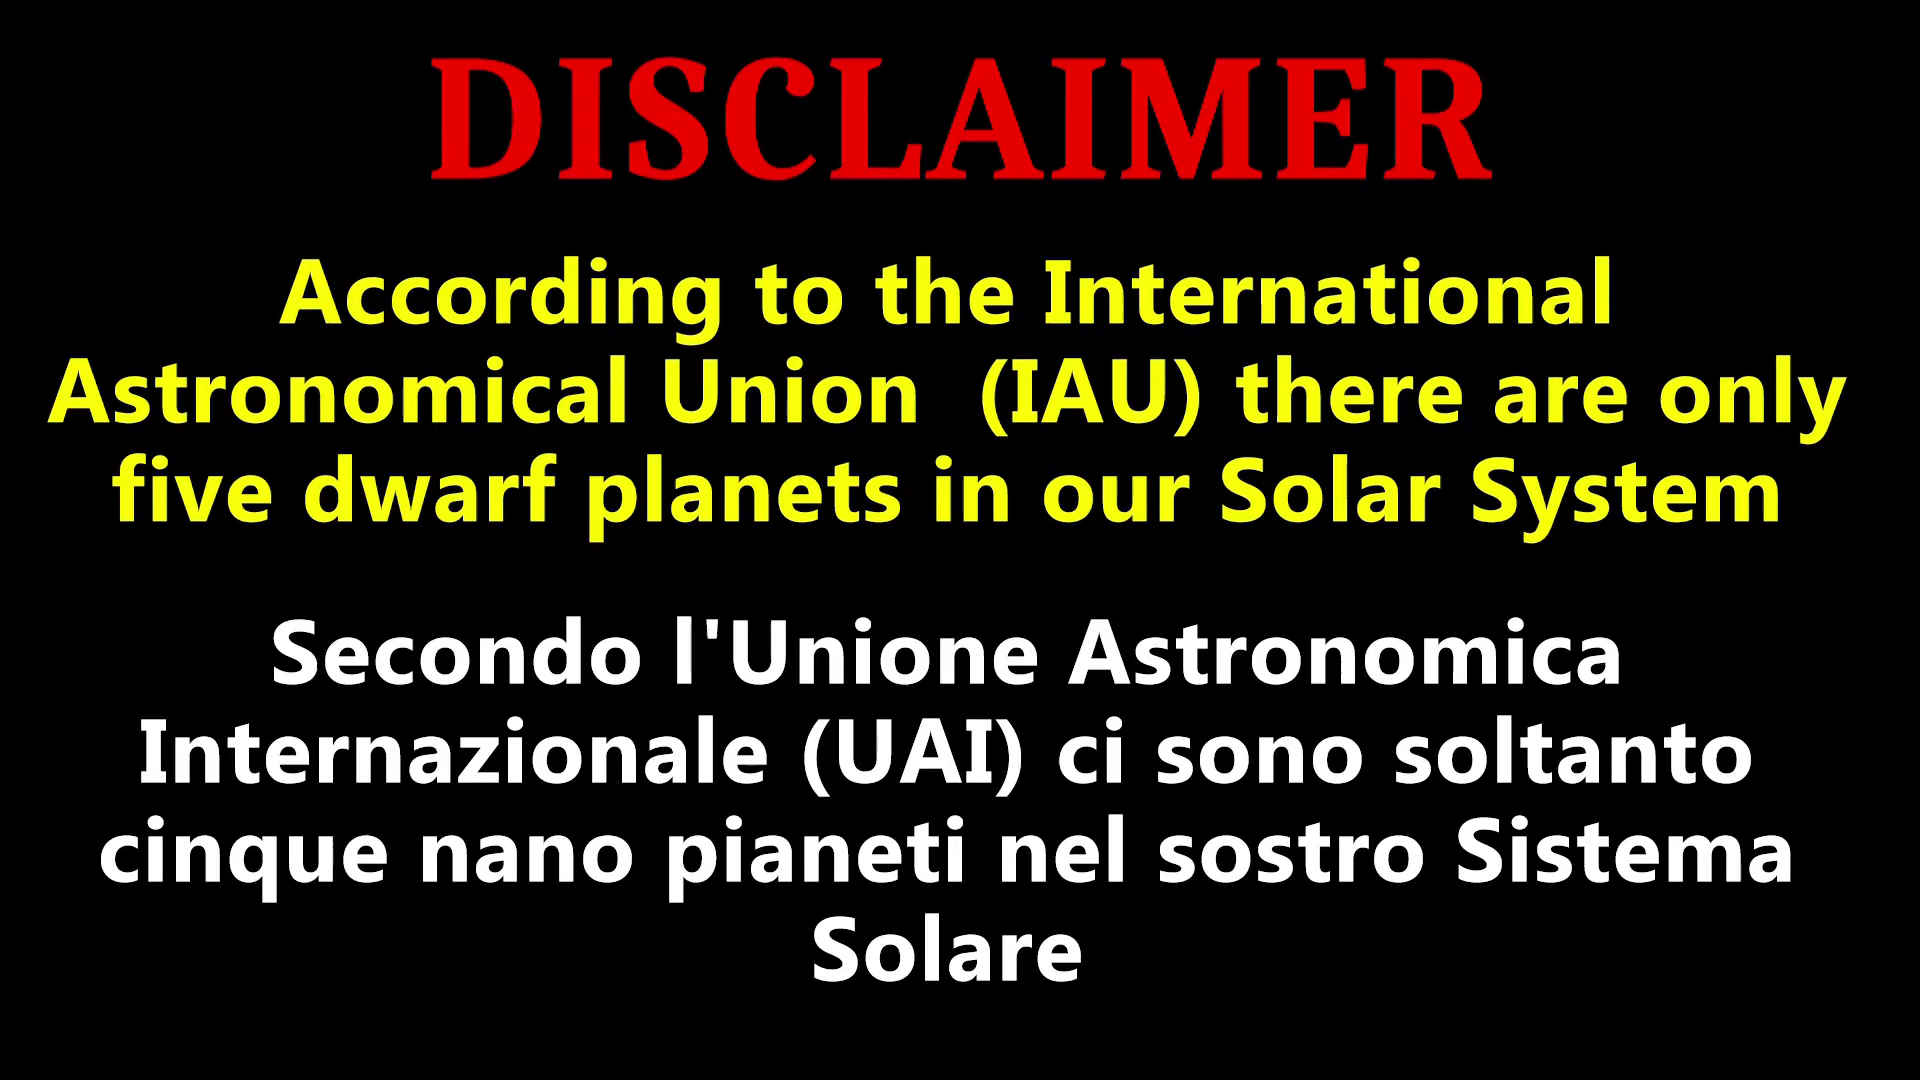 DISCLAIMER
According to the International
Astronomical Union  (IAU) there are only
five dwarf planets in our Solar System
Secondo l'Unione Astronomica
Internazionale (UAI) ci sono soltanto
cinque nano pianeti nel sostro Sistema
Solare